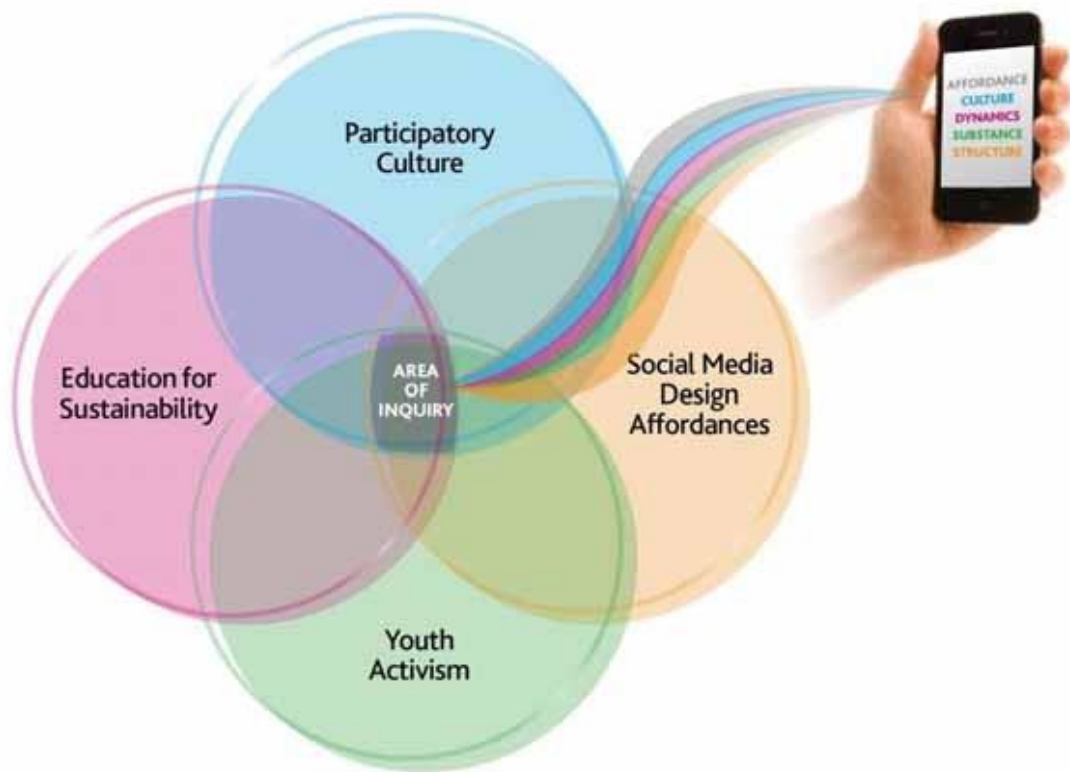 Participatory
Culture
Education for
Sustainability
AREA
OF
INQUIRY
Social Media
Design
Affordances
Youth
Activism
AFFORDANCE
CULTURE
DYNAMICS
SUBSTANCE
STRUCTURE